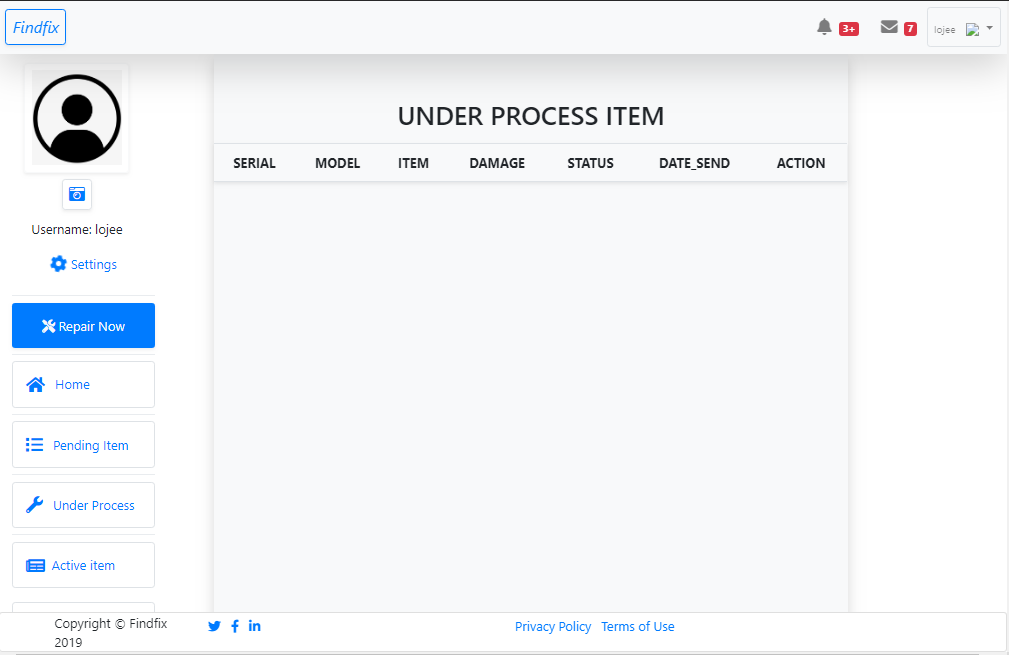 Findfix
3+
7
lojee
UNDER PROCESS ITEM
SERIAL MODEL ITEM DAMAGE STATUS DATE_SEND ACTION
Username: lojee
Settings
Repair Now
Home
Pending Item
Under Process
Active item
Copyright © Findfix
2019
Privacy Policy Terms of Use